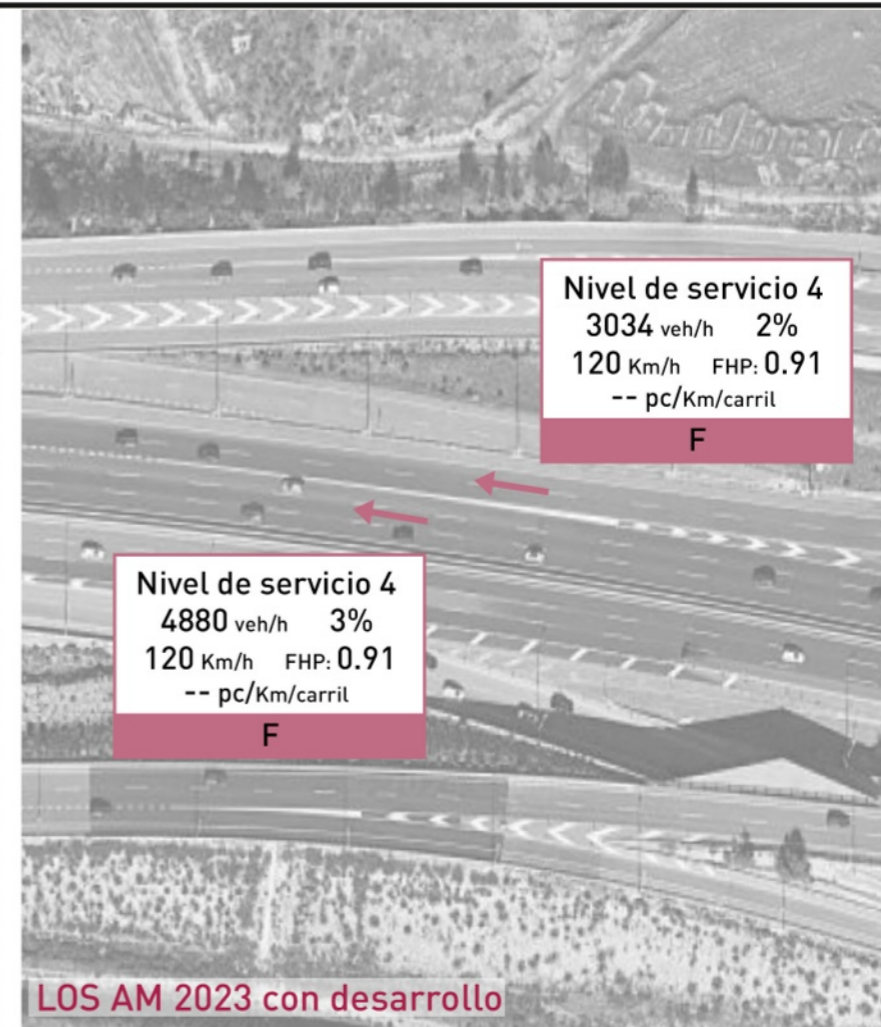 Nivel de servicio 4
3034 veh/h 2%
120 Km/h FHP: 0.91
-- pc/Km/carril
F
Nivel de servicio 4
4880 veh/h 3%
120 Km/h FHP: 0.91
-- pc/Km/carril
F
LOS AM 2023 con desarrollo